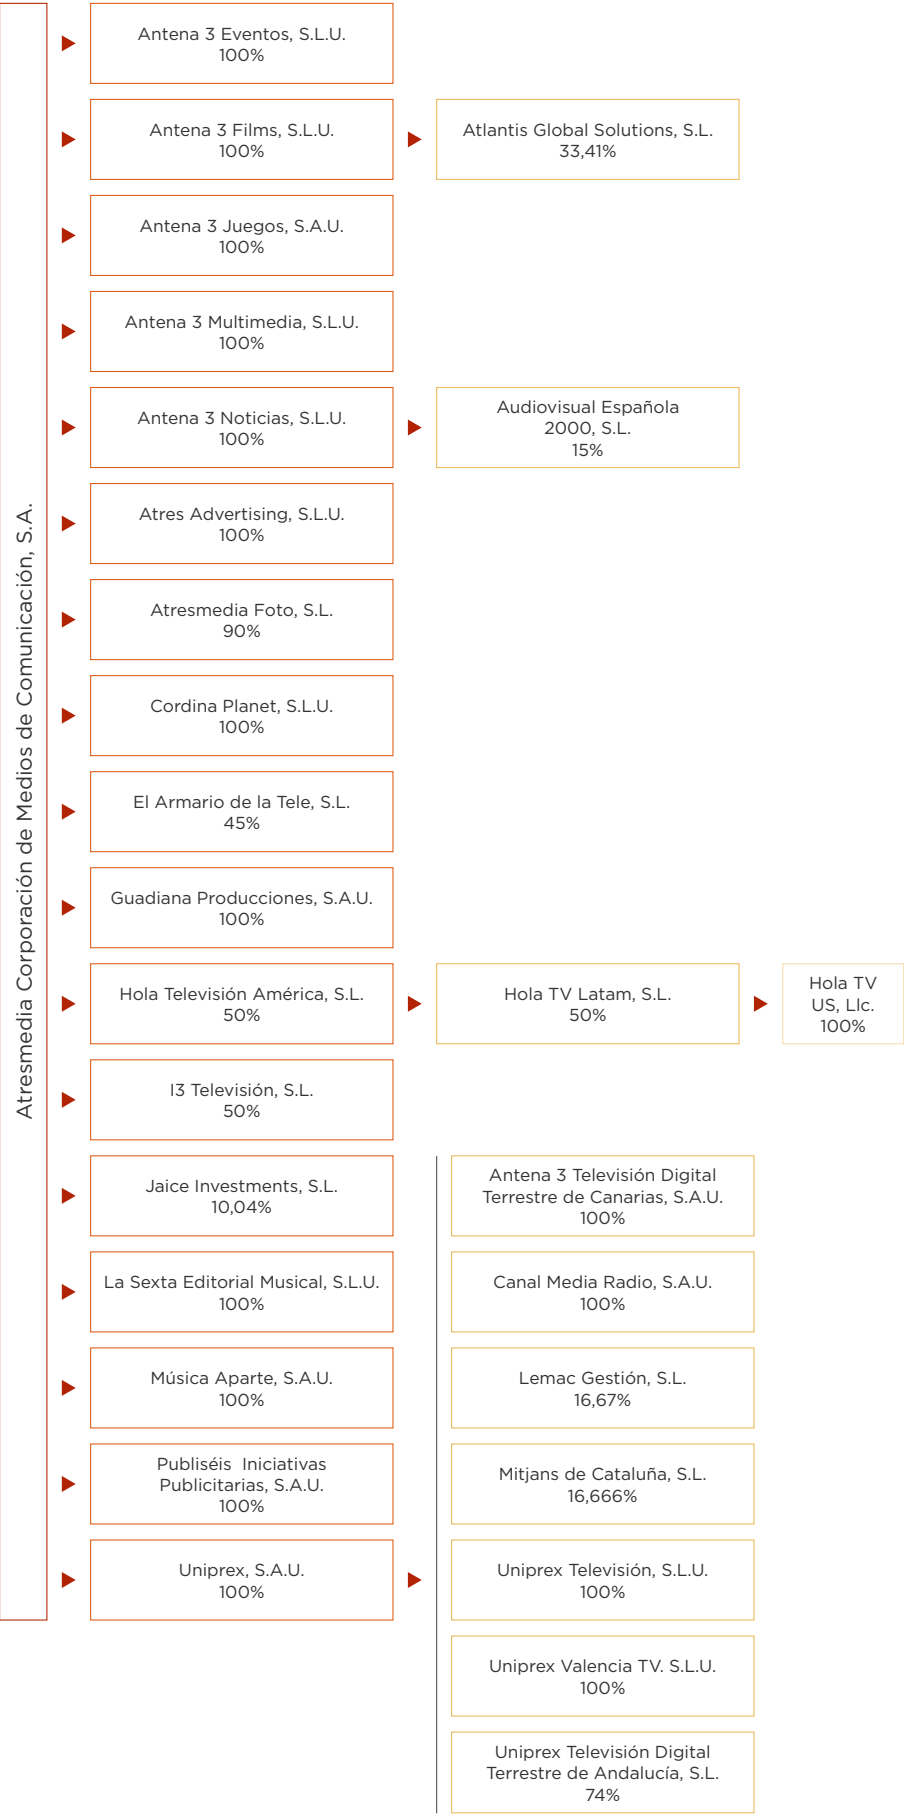 Atresmedia Corporación de Medios de Comunicación, S.A.
Antena 3 Eventos, S.L.U.
100%
Antena 3 Films, S.L.U.
100%
Atlantis Global Solutions, S.L.
33,41%
Antena 3 Juegos, S.A.U.
100%
Antena 3 Multimedia, S.L.U.
100%
Antena 3 Noticias, S.L.U.
100%
Audiovisual Española
2000, S.L.
15%
Atres Advertising, S.L.U.
100%
Atresmedia Foto, S.L.
90%
Cordina Planet, S.L.U.
100%
El Armario de la Tele, S.L.
45%
Guadiana Producciones, S.A.U.
100%
Hola Televisión América, S.L.
50%
Hola TV Latam, S.L.
50%
Hola TV
US, Llc.
100%
I3 Televisión, S.L.
50%
Jaice Investments, S.L.
10,04%
La Sexta Editorial Musical, S.L.U.
100%
Música Aparte, S.A.U.
100%
Publiséis Iniciativas
Publicitarias, S.A.U.
100%
Uniprex, S.A.U.
100%
Antena 3 Televisión Digital
Terrestre de Canarias, S.A.U.
100%
Canal Media Radio, S.A.U.
100%
Lemac Gestión, S.L.
16,67%
Mitjans de Cataluña, S.L.
16,666%
Uniprex Televisión, S.L.U.
100%
Uniprex Valencia TV. S.L.U.
100%
Uniprex Televisión Digital
Terrestre de Andalucía, S.L.
74%